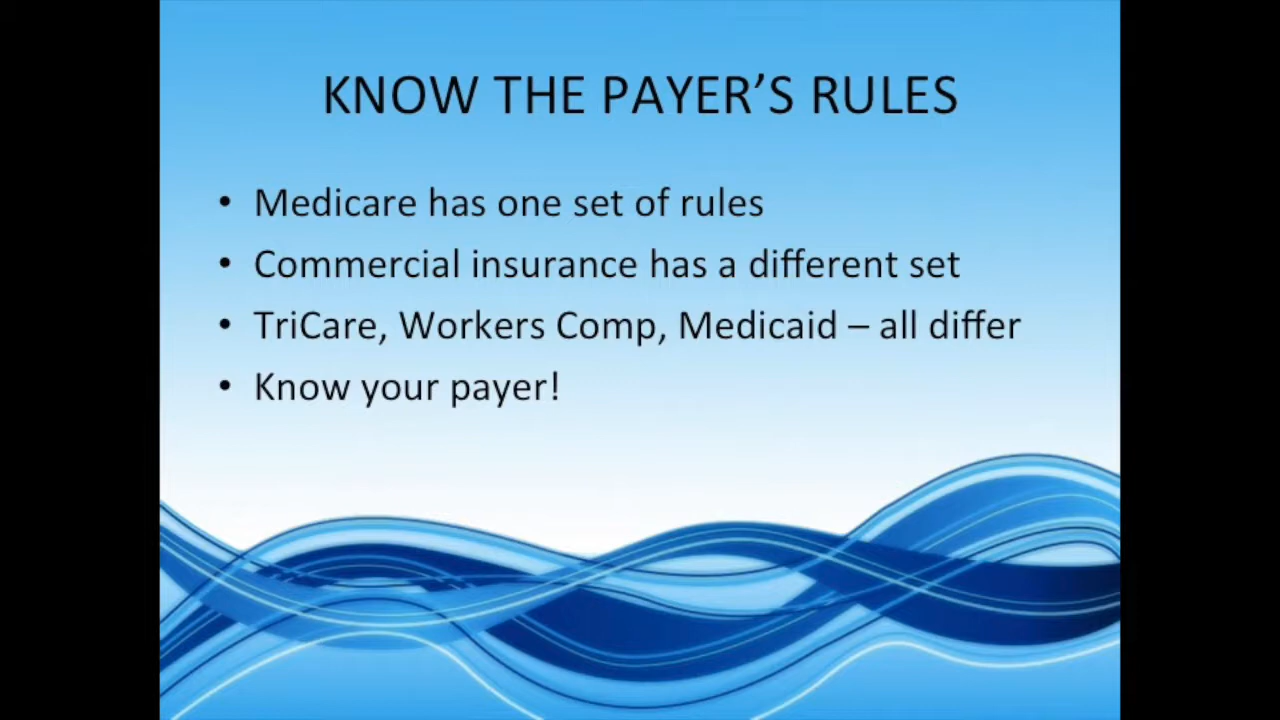 KNOW THE PAYER’S RULES
• Medicare has one set of rules
• Commercial insurance has a different set
• TriCare, Workers Comp, Medicaid – all differ
• Know your payer!